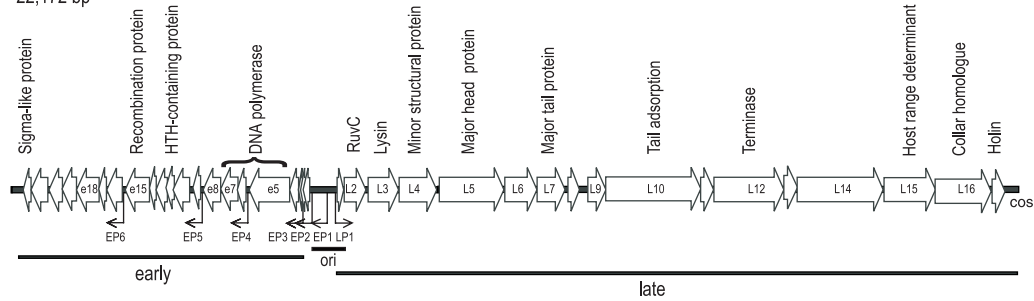 22,172 bp
Sigma-like protein
Recombination protein
HTH-containing protein
DNA polymerase
RuvC
Lysin
Minor structural protein
Major head protein
Major tail protein
Tail adsorption
Terminase
Host range determinant
Collar homologue
Holin
e18
e15
e8
e7
e5
L2
L3
L4
L5
L6
L7
L9
L10
L12
L14
L15
L16
cos
EP6
EP5
EP4
EP3
EP2
EP1
LP1
ori
early
late